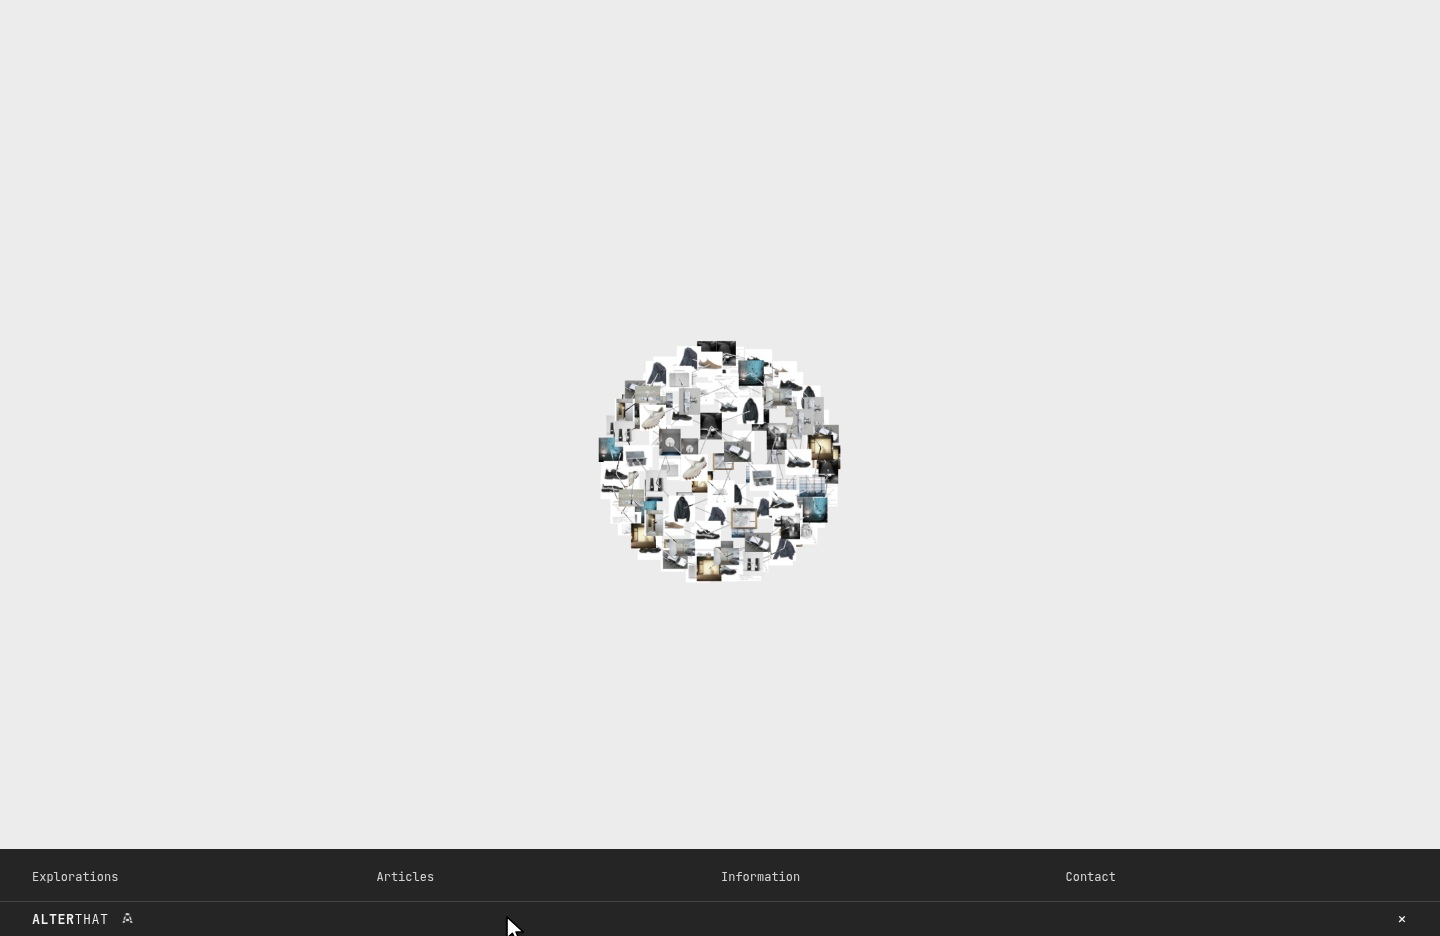 Explorations
Articles
Information
Contact
ALTERTHAT
×